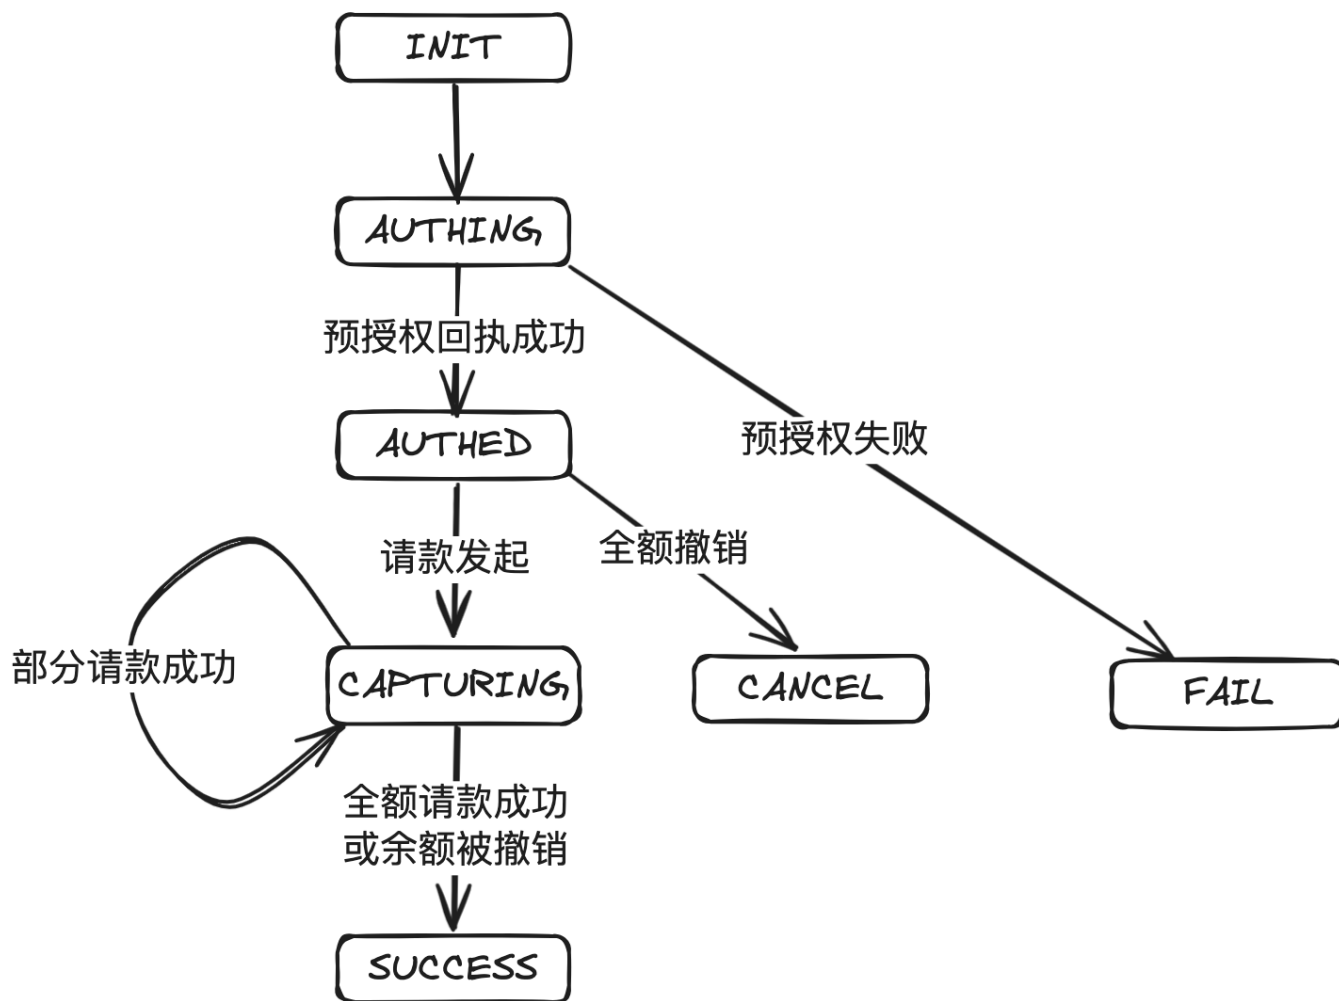 INIT
AUTHING
预授权回执成功
AUTHED
预授权失败
请款发起
全额撤销
部分请款成功
CAPTURING
CANCEL
FAIL
全额请款成功
或余额被撤销
SUCCESS